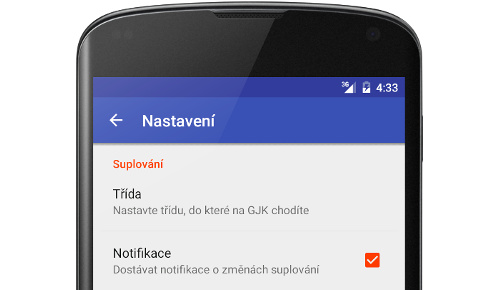 3G 4:33
Nastavení
Suplování
Třída
Nastavte třídu, do které na GJK chodíte
Notifikace
Dostávat notifikace o změnách suplování